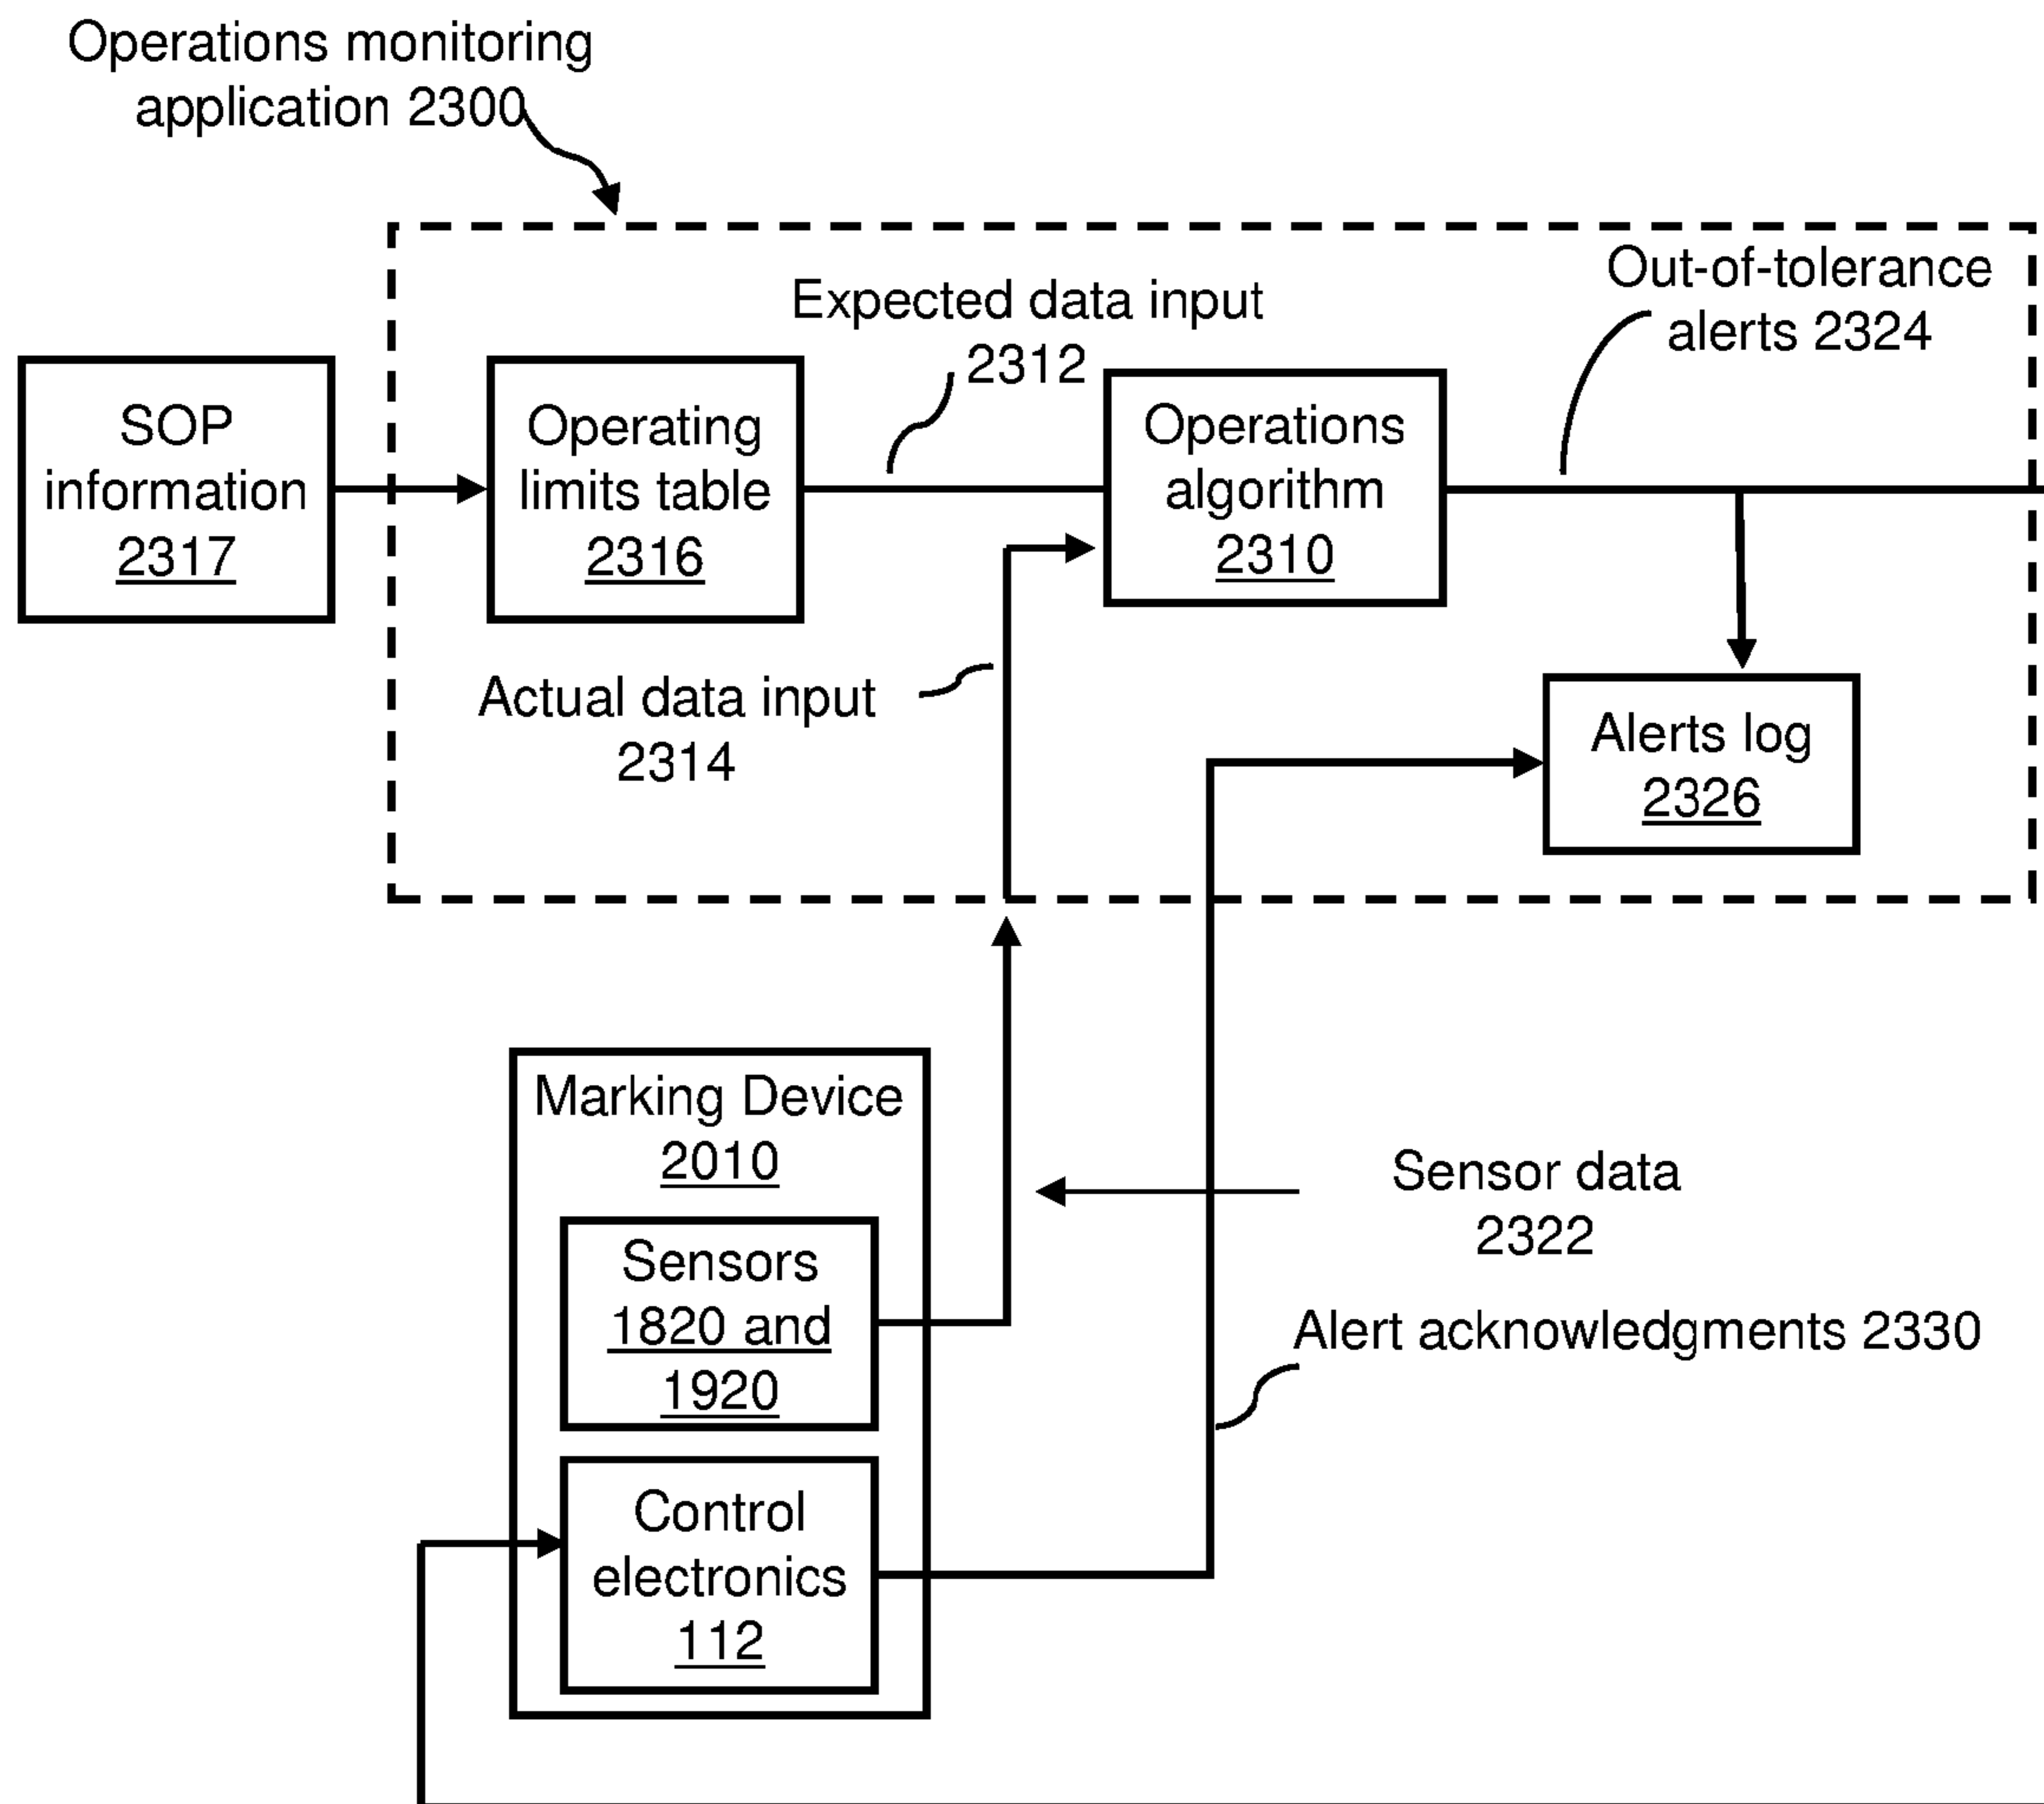 Operations monitoring
application 2300
Out-of-tolerance
alerts 2324
Expected data input
2312
SOP
information
2317
Operating
limits table
2316
Operations
algorithm
2310
Actual data input
2314
Alerts log
2326
Marking Device
2010
Sensors
1820 and
1920
Sensor data
2322
Alert acknowledgments 2330
Control
electronics
112